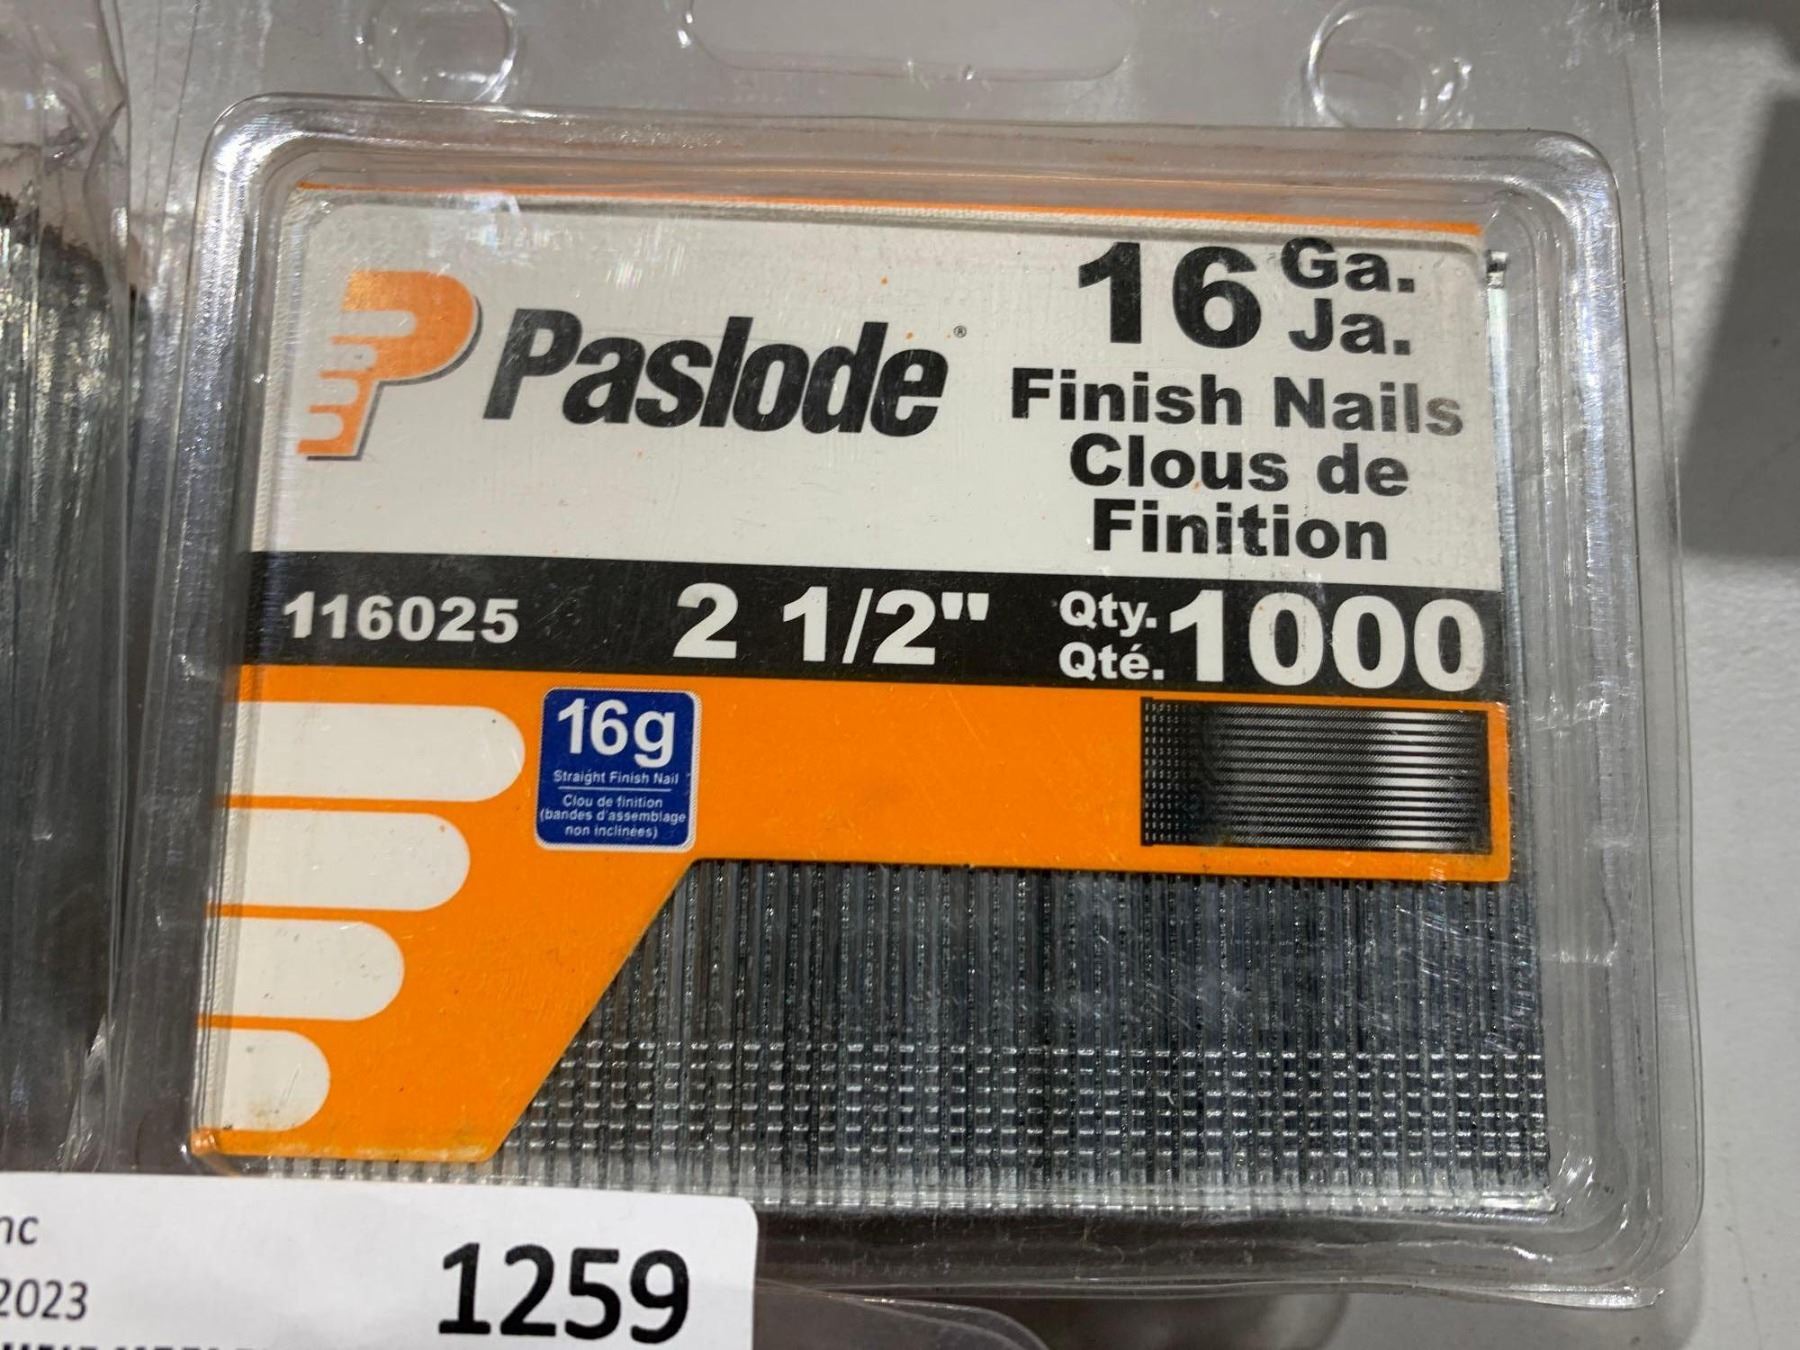 Paslode®
16 Ga.
Ja.
Finish Nails
Clous de
Finition
116025 2 1/2" Qty. 1000
Qté.
16g
Straight Finish Nail
Clou de finition
(bandes d'assemblage
non inclinées)
1259
2023